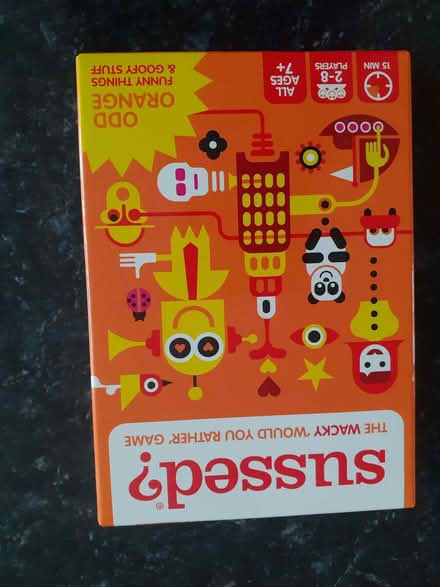 sussed?®
THE WACKY 'WOULD YOU RATHER' GAME
ODD
ORANGE
FUNNY THINGS
& GOOFY STUFF
ALL
AGES
7+
2-8
PLAYERS
15 MIN